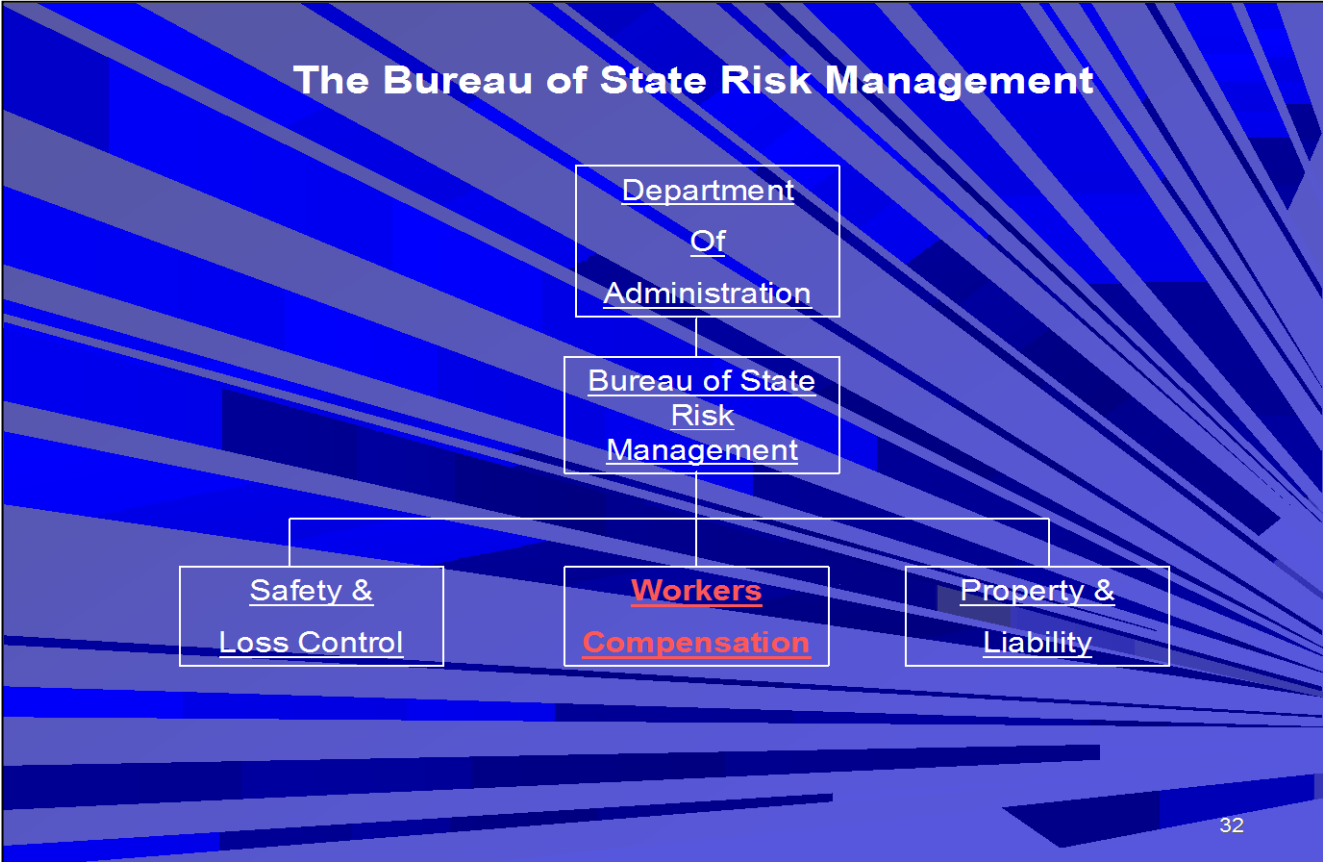 The Bureau of State Risk Management
Department
Of
Administration
Bureau of State
Risk
Management
Safety &
Loss Control
Workers
Compensation
Property &
Liability
32